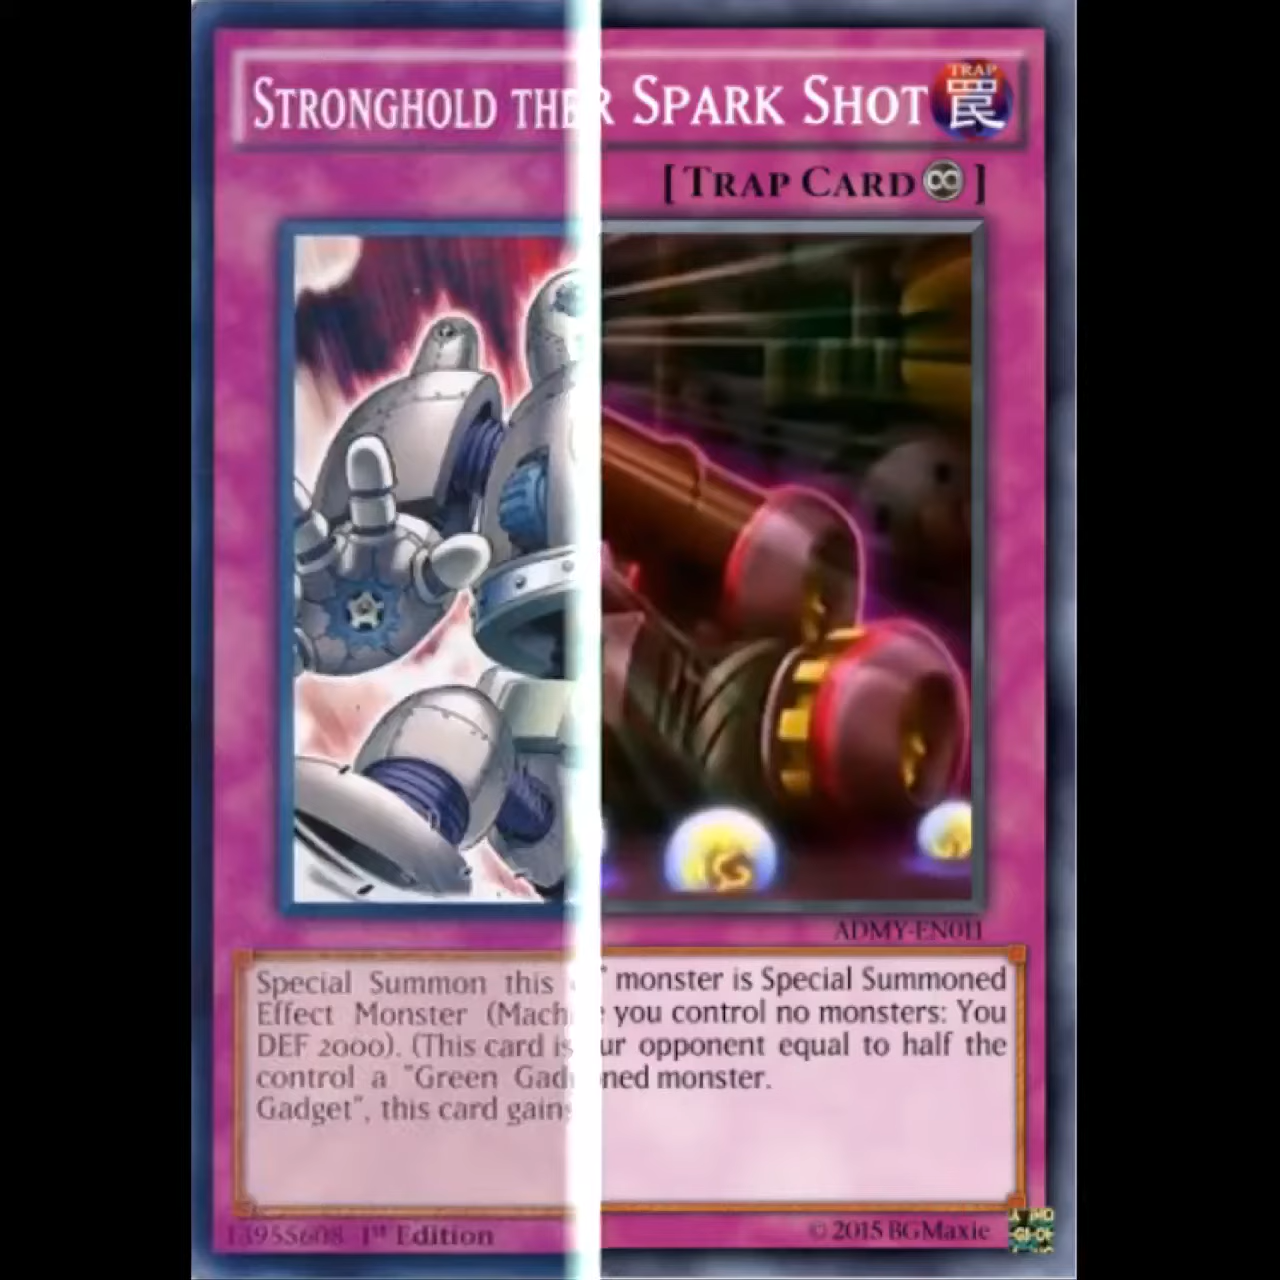 STRONGHOLD THE R SPARK SHOT
TRAP
罠
[TRAP CARD ]
ADMY-EN011
Special Summon this monster is Special Summoned
Effect Monster (Mach you control no monsters: You
DEF 2000). (This card is ur opponent equal to half the
control a "Green Gad ned monster.
Gadget", this card gains
13955608 1st Edition © 2015 BGMaxie